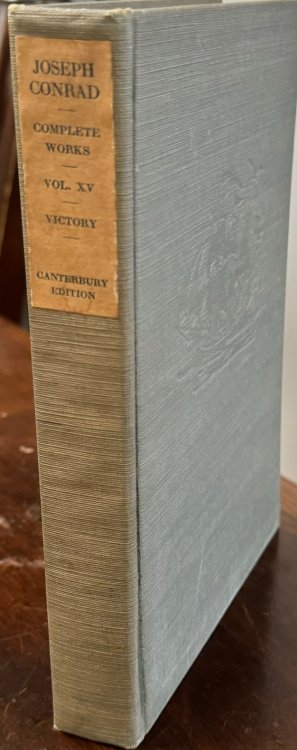 JOSEPH
CONRAD
COMPLETE
WORKS
VOL. XV
VICTORY
CANTERBURY
EDITION